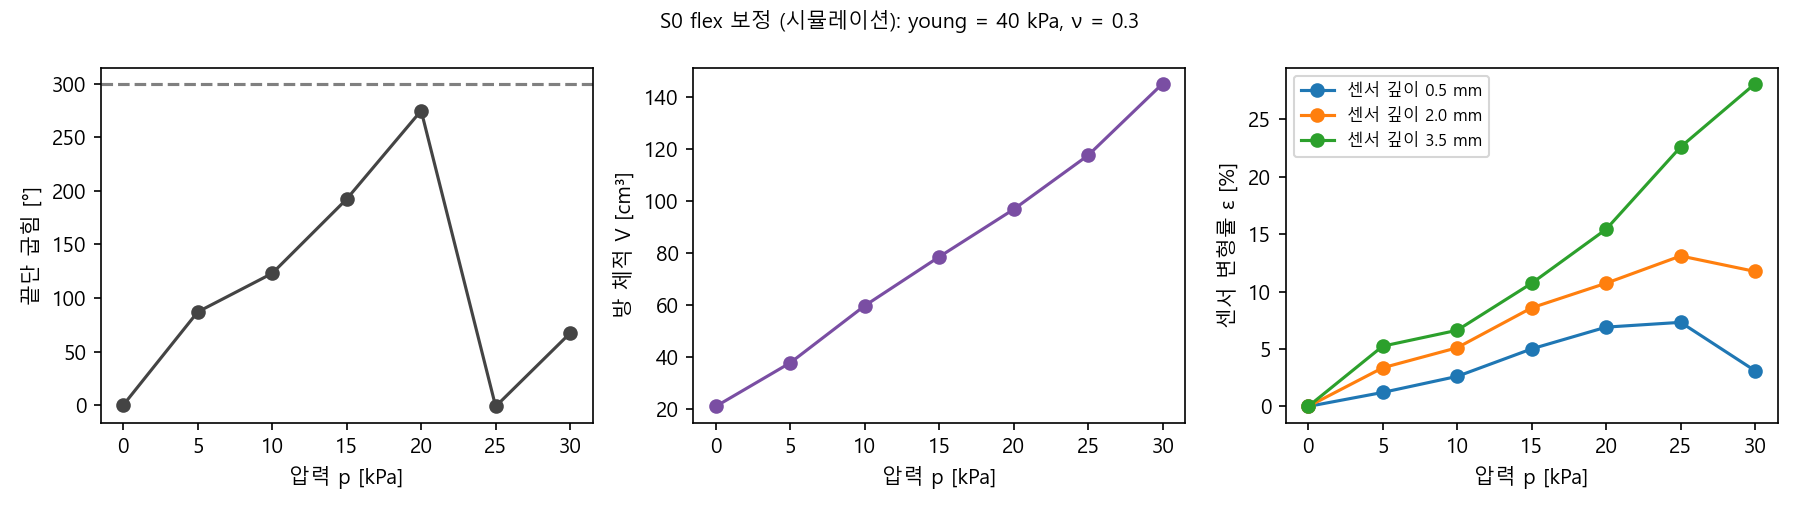 S0 flex 보정 (시뮬레이션): young = 40 kPa, ν = 0.3
끝단 굽힘 [°]
300
250
200
150
100
50
0
0 5 10 15 20 25 30
압력 p [kPa]
방 체적 V [cm³]
140
120
100
80
60
40
20
0 5 10 15 20 25 30
압력 p [kPa]
센서 변형률 ε [%]
25
20
15
10
5
0
센서 깊이 0.5 mm
센서 깊이 2.0 mm
센서 깊이 3.5 mm
0 5 10 15 20 25 30
압력 p [kPa]